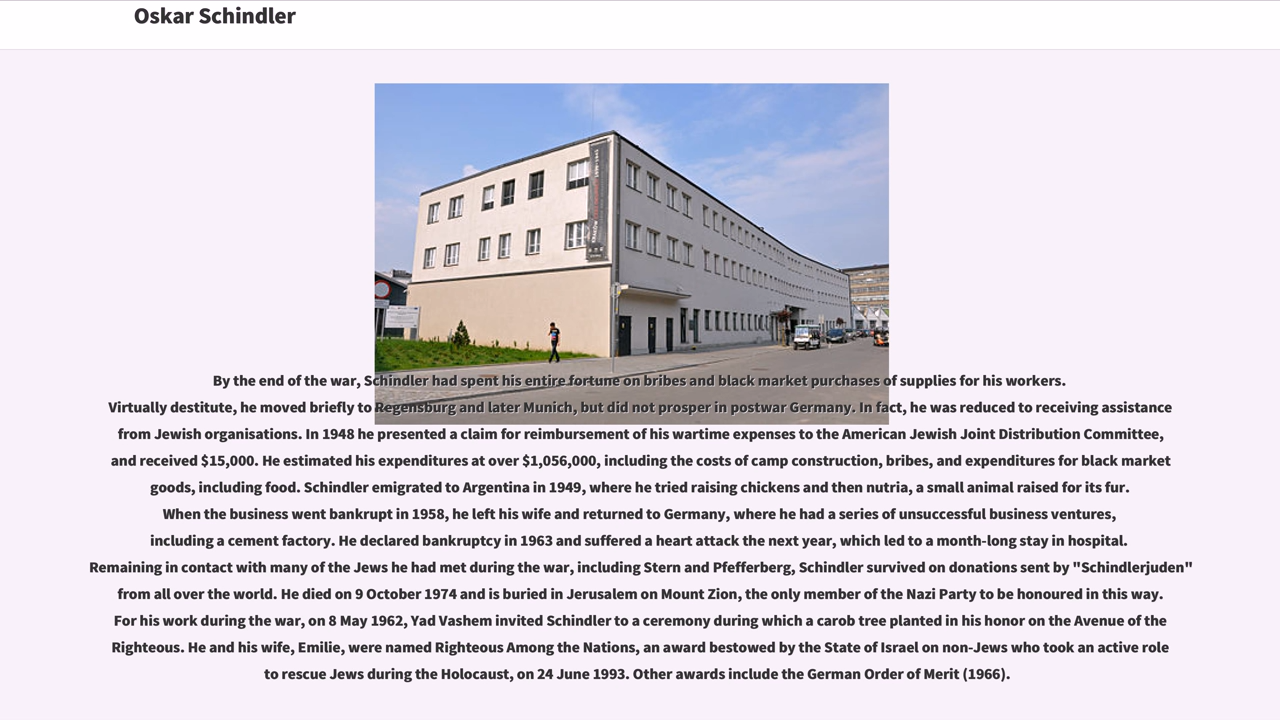 Oskar Schindler
By the end of the war, Schindler had spent his entire fortune on bribes and black market purchases of supplies for his workers.
Virtually destitute, he moved briefly to Regensburg and later Munich, but did not prosper in postwar Germany. In fact, he was reduced to receiving assistance
from Jewish organisations. In 1948 he presented a claim for reimbursement of his wartime expenses to the American Jewish Joint Distribution Committee,
and received $15,000. He estimated his expenditures at over $1,056,000, including the costs of camp construction, bribes, and expenditures for black market
goods, including food. Schindler emigrated to Argentina in 1949, where he tried raising chickens and then nutria, a small animal raised for its fur.
When the business went bankrupt in 1958, he left his wife and returned to Germany, where he had a series of unsuccessful business ventures,
including a cement factory. He declared bankruptcy in 1963 and suffered a heart attack the next year, which led to a month-long stay in hospital.
Remaining in contact with many of the Jews he had met during the war, including Stern and Pfefferberg, Schindler survived on donations sent by "Schindlerjuden"
from all over the world. He died on 9 October 1974 and is buried in Jerusalem on Mount Zion, the only member of the Nazi Party to be honoured in this way.
For his work during the war, on 8 May 1962, Yad Vashem invited Schindler to a ceremony during which a carob tree planted in his honor on the Avenue of the
Righteous. He and his wife, Emilie, were named Righteous Among the Nations, an award bestowed by the State of Israel on non-Jews who took an active role
to rescue Jews during the Holocaust, on 24 June 1993. Other awards include the German Order of Merit (1966).